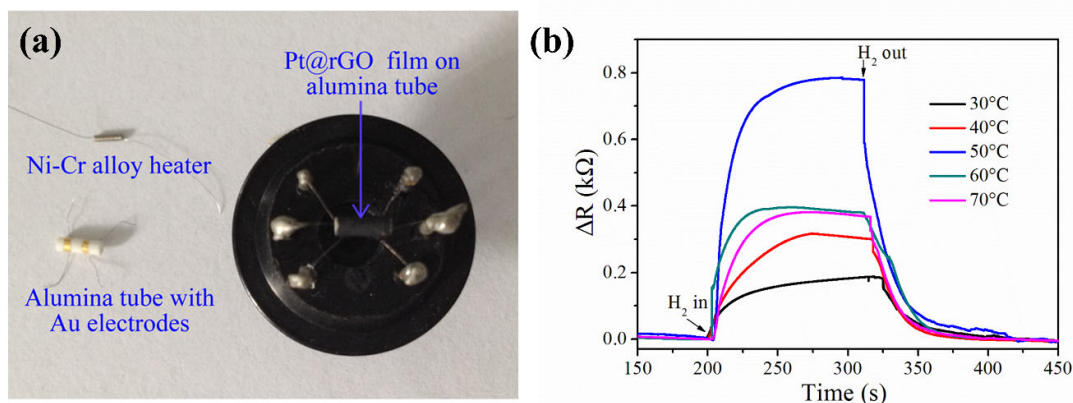 (a)
Pt@rGO film on
alumina tube
Ni-Cr alloy heater
Alumina tube with
Au electrodes
(b)
H2 out
0.8
0.6
0.4
0.2
0.0
ΔR (kΩ)
30°C
40°C
50°C
60°C
70°C
H2 in
150 200 250 300 350 400 450
Time (s)